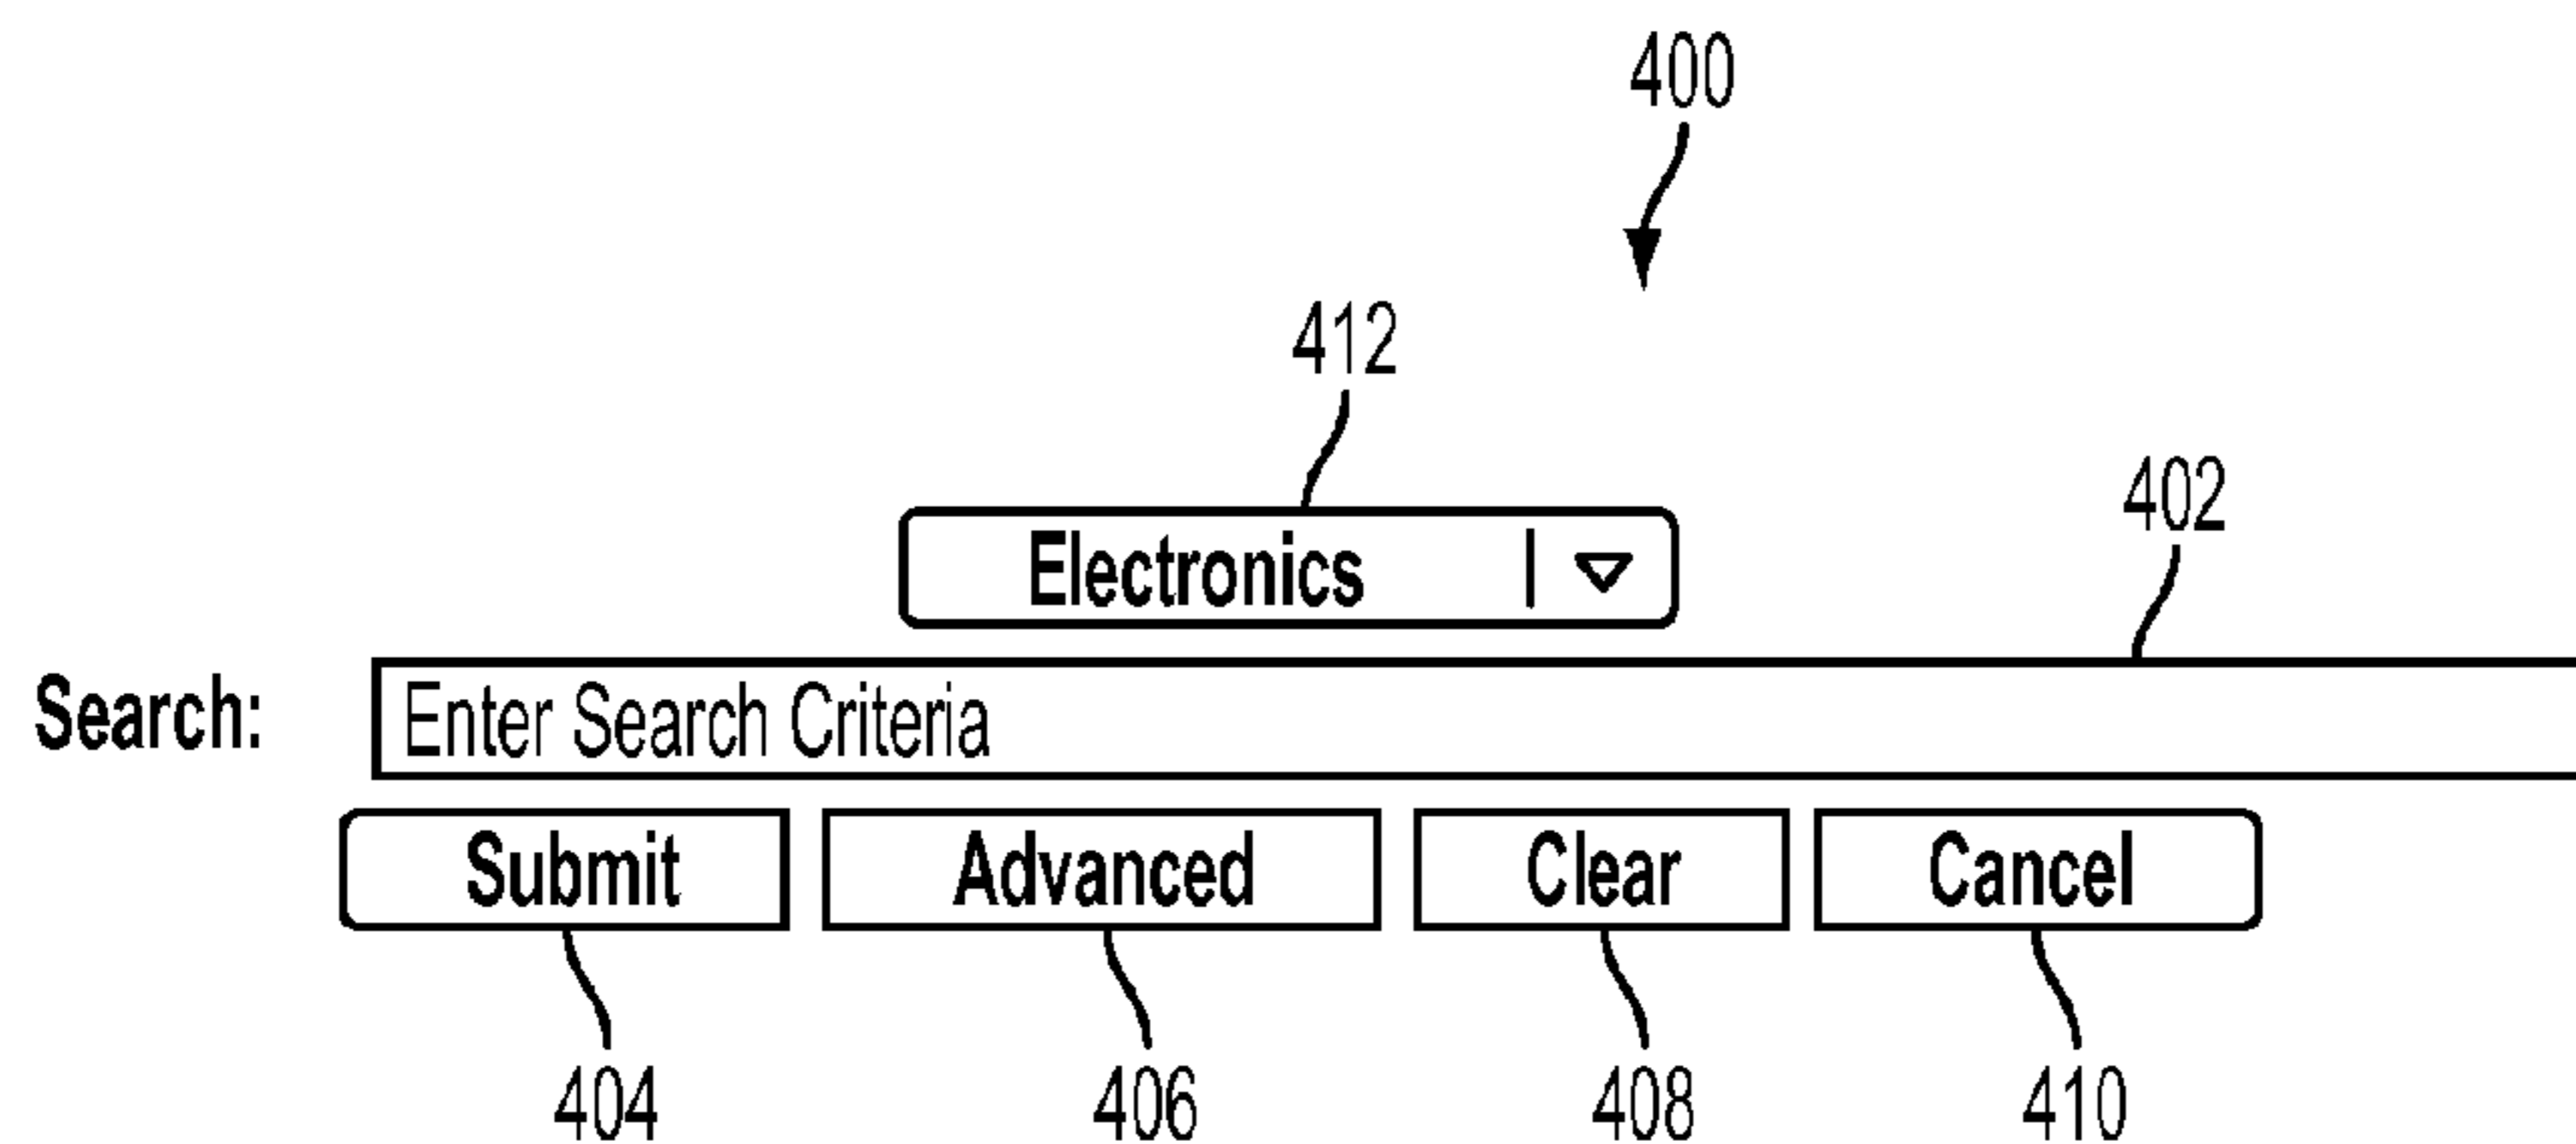 400
412
402
Electronics
Search: Enter Search Criteria
Submit Advanced Clear Cancel
404 406 408 410